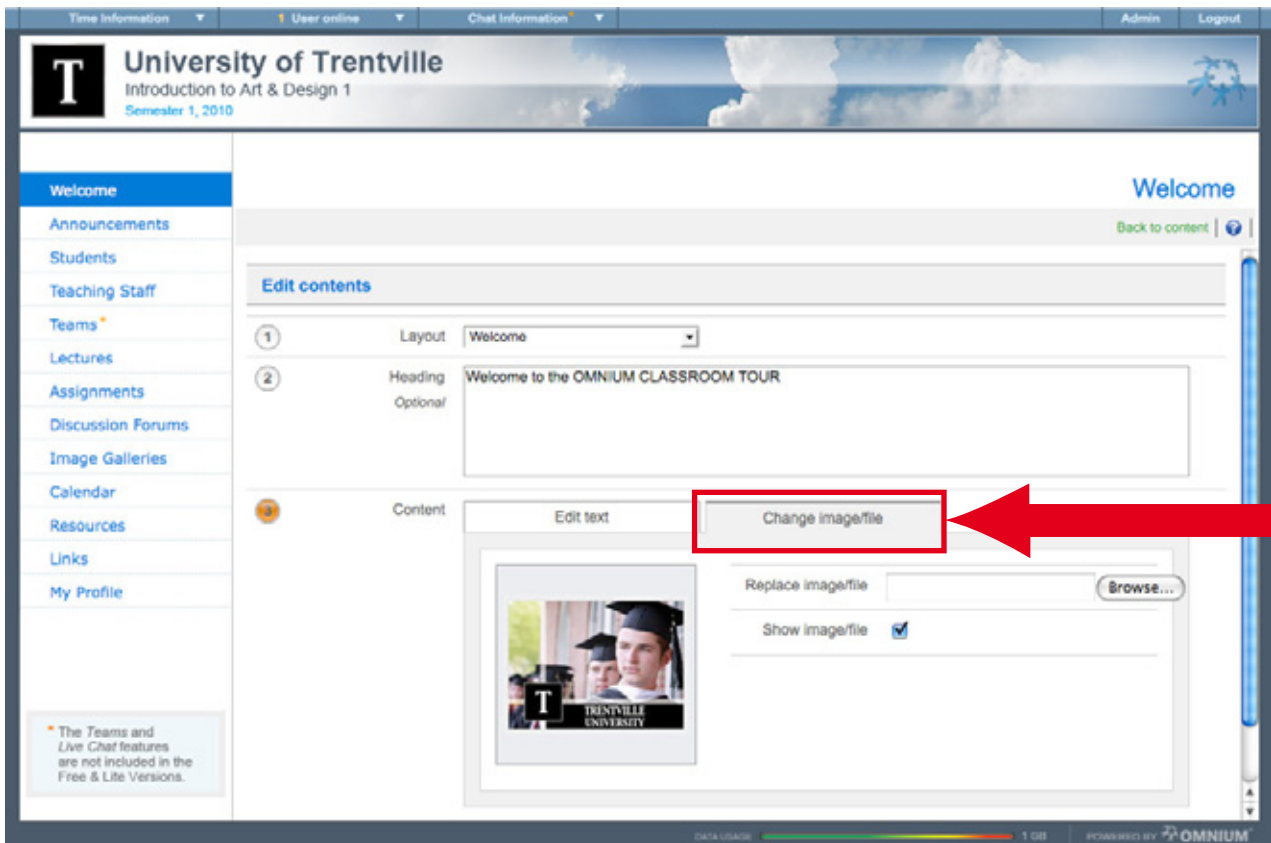 Time Information ▼ 1 User online ▼ Chat Information* ▼ Admin Logout
T
University of Trentville
Introduction to Art & Design 1
Semester 1, 2010
Welcome
Back to content | ?
Welcome
Announcements
Students
Teaching Staff
Teams*
Lectures
Assignments
Discussion Forums
Image Galleries
Calendar
Resources
Links
My Profile
* The Teams and
Live Chat features
are not included in the
Free & Lite Versions.
Edit contents
1 Layout Welcome
2 Heading Welcome to the OMNIUM CLASSROOM TOUR
Optional
3 Content Edit text Change image/file
Replace image/file Browse...
Show image/file
T TRENTVILLE
UNIVERSITY
DATA USAGE 1 GB POWERED BY OMNIUM